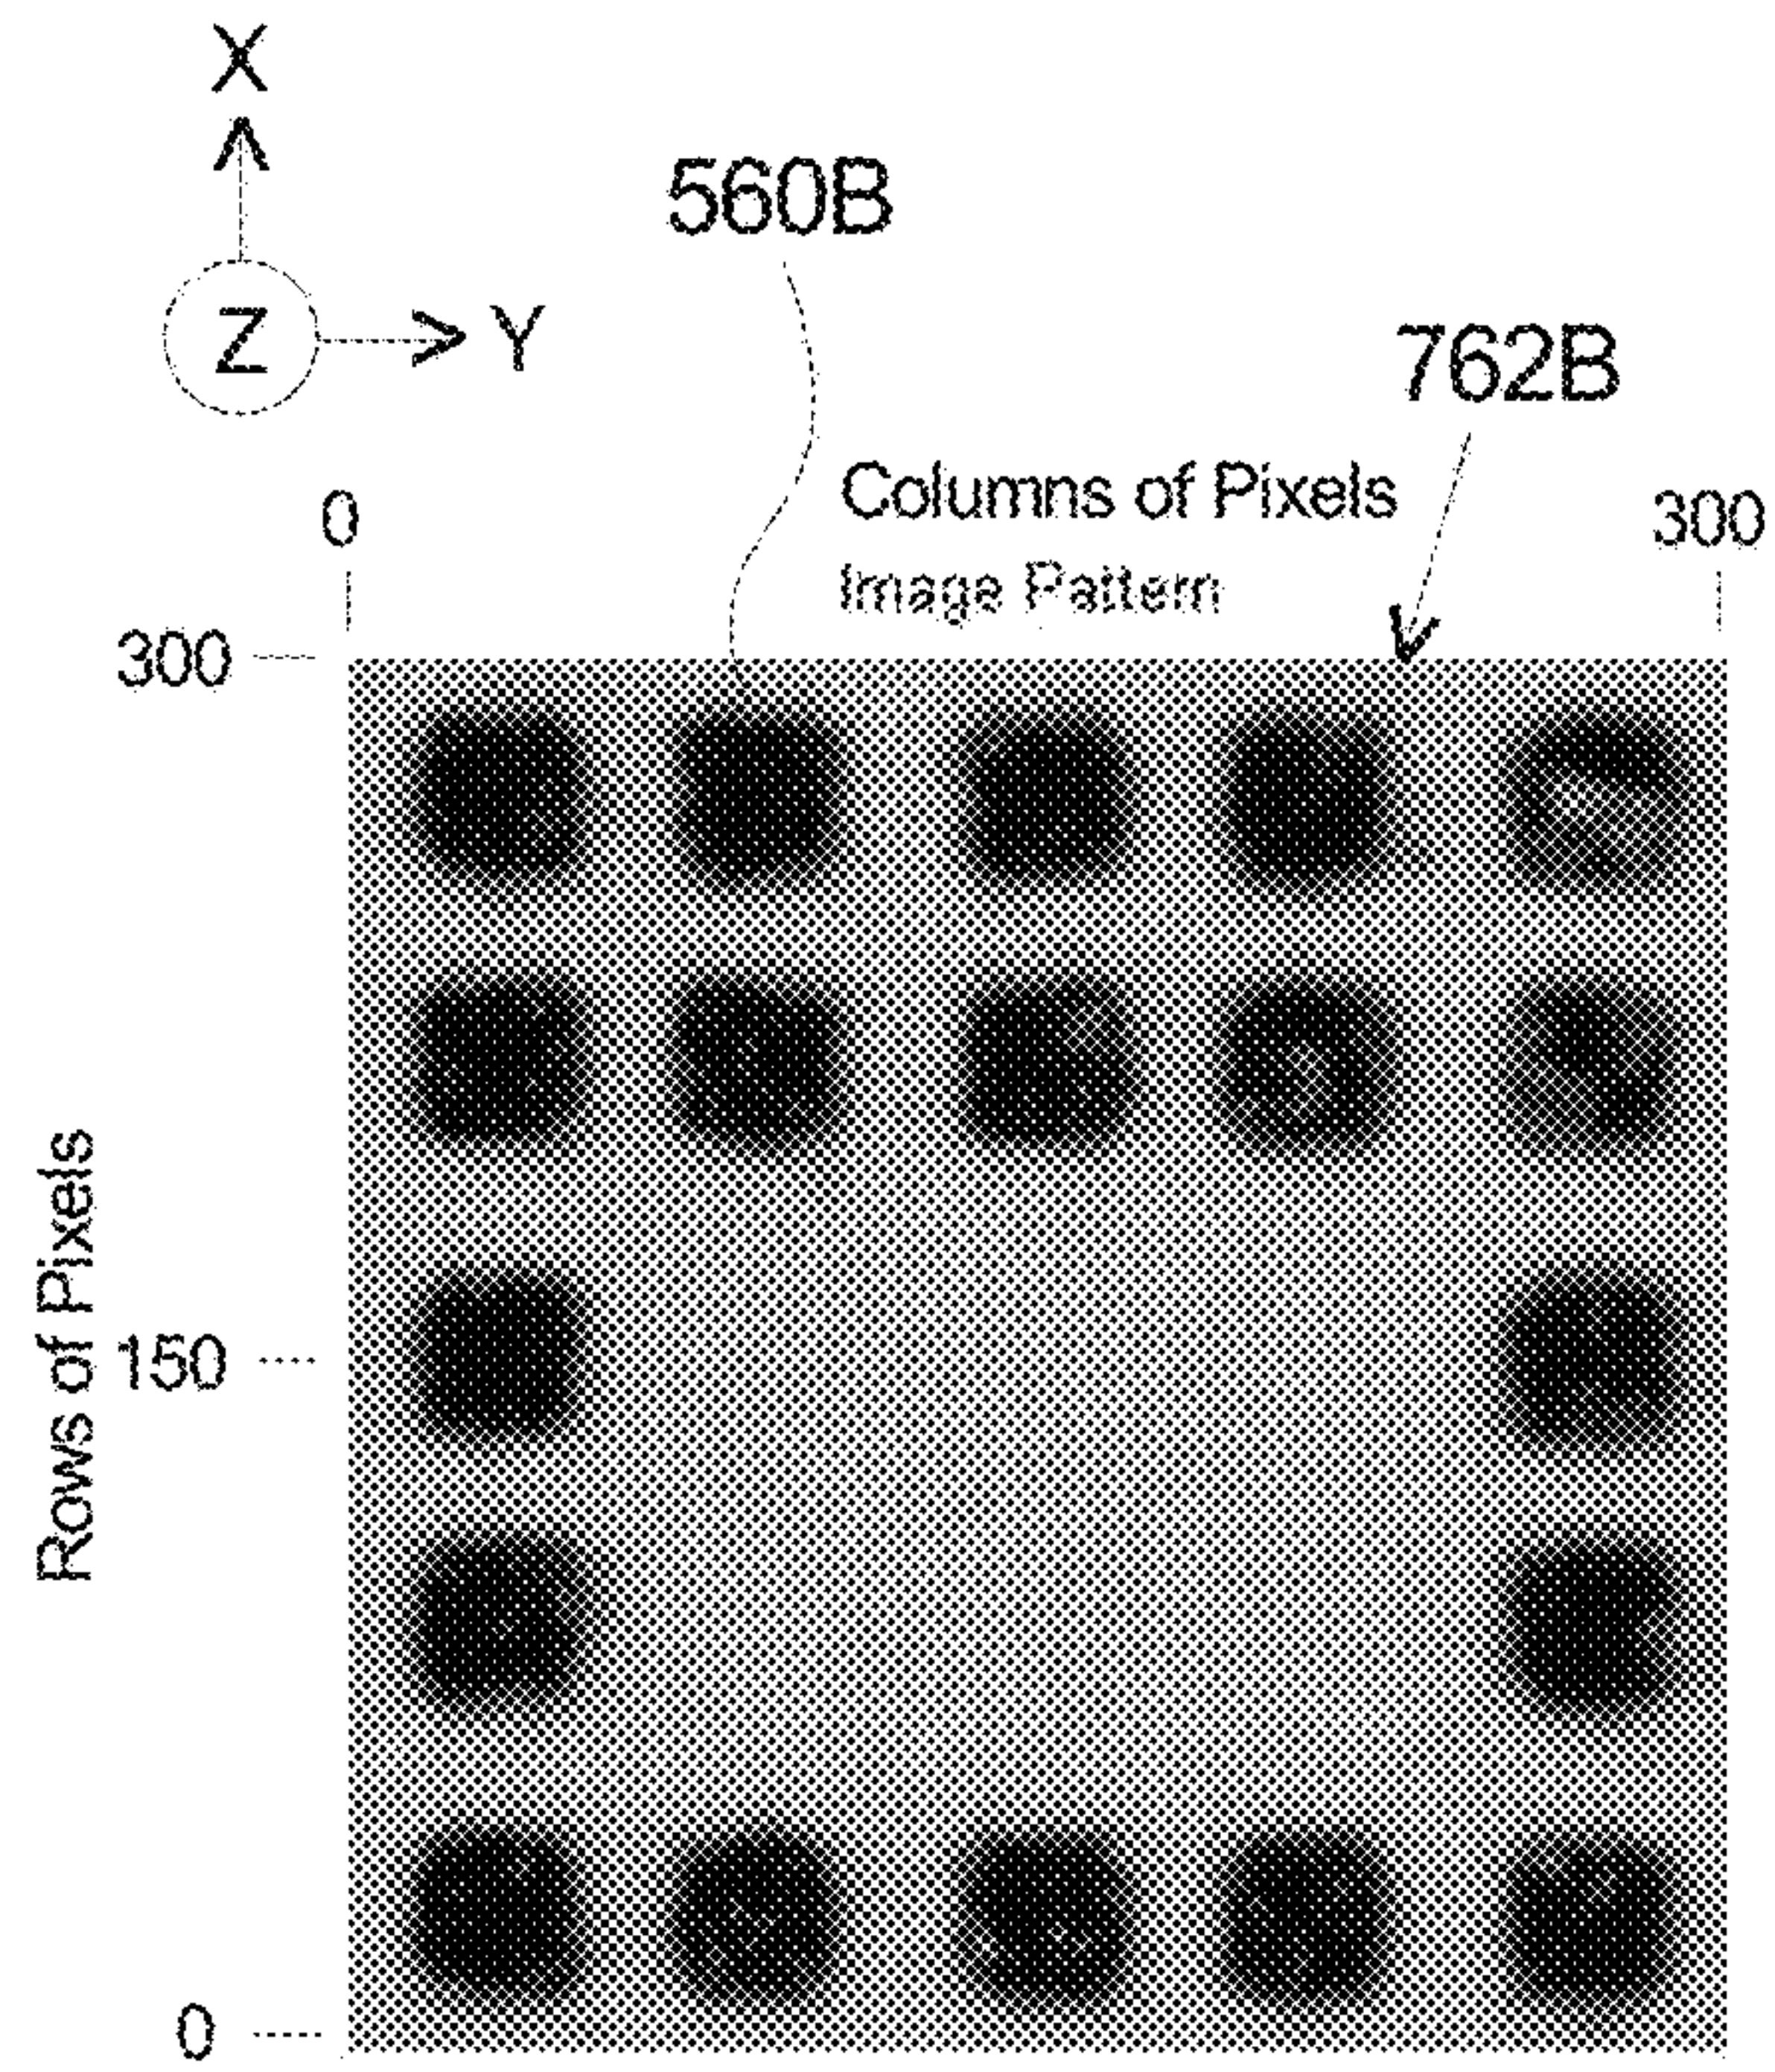 X
560B
Z
Y
762B
Columns of Pixels
0
300
Image Pattern
300
Rows of Pixels
150
0